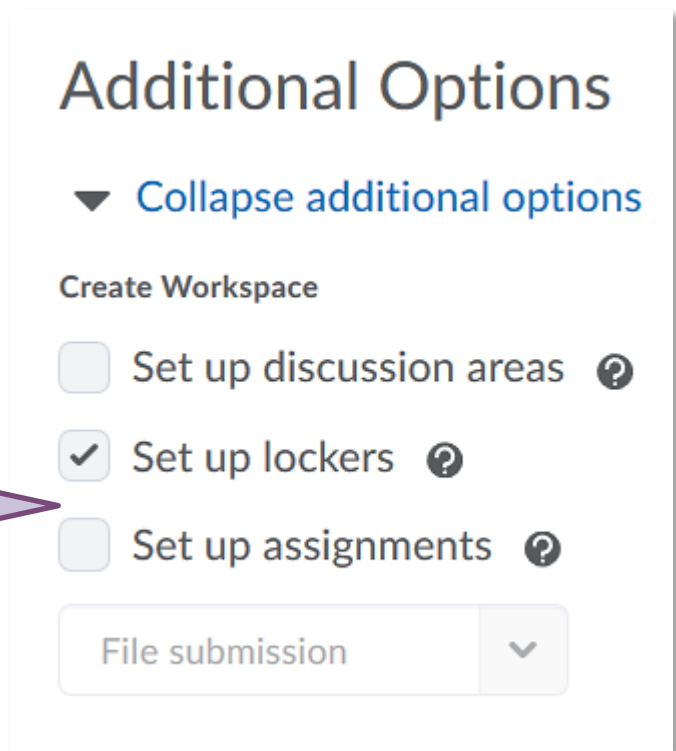 Additional Options
Collapse additional options
Create Workspace
Set up discussion areas
Set up lockers
Set up assignments
File submission